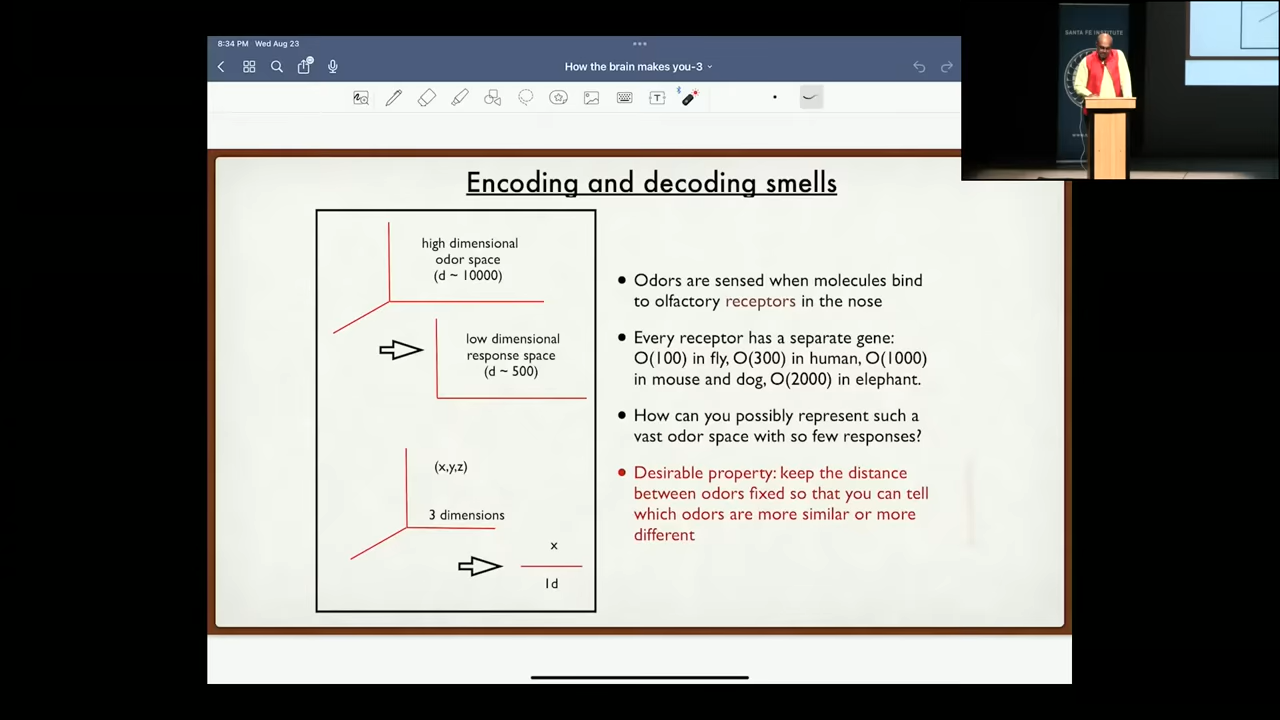 8:34 PM Wed Aug 23
How the brain makes you-3
SANTA FE INSTITUTE
Encoding and decoding smells
high dimensional
odor space
(d ~ 10000)
low dimensional
response space
(d ~ 500)
(x,y,z)
3 dimensions
x
1d
• Odors are sensed when molecules bind
to olfactory receptors in the nose
• Every receptor has a separate gene:
O(100) in fly, O(300) in human, O(1000)
in mouse and dog, O(2000) in elephant.
• How can you possibly represent such a
vast odor space with so few responses?
• Desirable property: keep the distance
between odors fixed so that you can tell
which odors are more similar or more
different